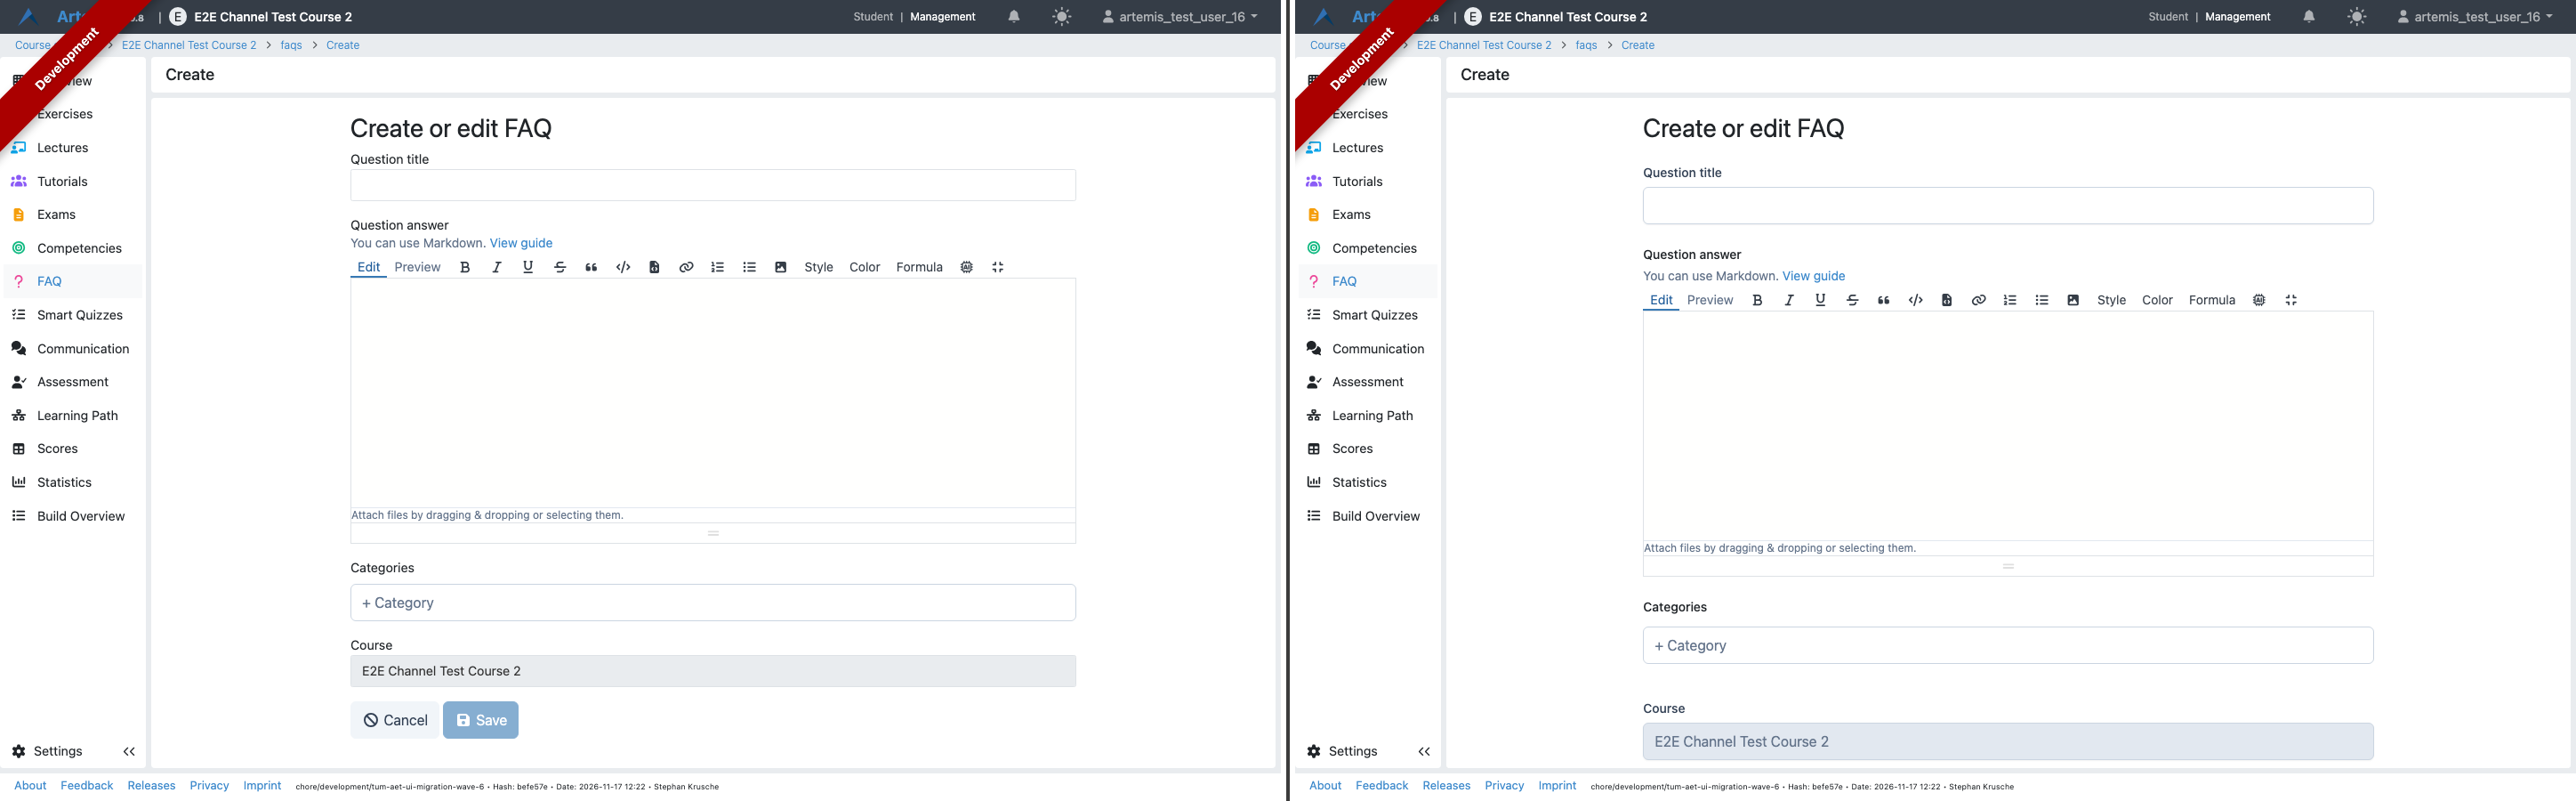 Art .8 | E E2E Channel Test Course 2 Student | Management artemis_test_user_16
Course E2E Channel Test Course 2 > faqs > Create
Development
Create
Exercises
Lectures
Tutorials
Exams
Competencies
FAQ
Smart Quizzes
Communication
Assessment
Learning Path
Scores
Statistics
Build Overview
Settings
Create or edit FAQ
Question title
Question answer
You can use Markdown. View guide
Edit Preview B I U S Style Color Formula
Attach files by dragging & dropping or selecting them.
Categories
+ Category
Course
E2E Channel Test Course 2
Cancel Save
About Feedback Releases Privacy Imprint chore/development/tum-aet-ui-migration-wave-6 • Hash: befe57e • Date: 2026-11-17 12:22 • Stephan Krusche
Art .8 | E E2E Channel Test Course 2 Student | Management artemis_test_user_16
Course E2E Channel Test Course 2 > faqs > Create
Development
Create
Exercises
Lectures
Tutorials
Exams
Competencies
FAQ
Smart Quizzes
Communication
Assessment
Learning Path
Scores
Statistics
Build Overview
Settings
Create or edit FAQ
Question title
Question answer
You can use Markdown. View guide
Edit Preview B I U S Style Color Formula
Attach files by dragging & dropping or selecting them.
Categories
+ Category
Course
E2E Channel Test Course 2
About Feedback Releases Privacy Imprint chore/development/tum-aet-ui-migration-wave-6 • Hash: befe57e • Date: 2026-11-17 12:22 • Stephan Krusche